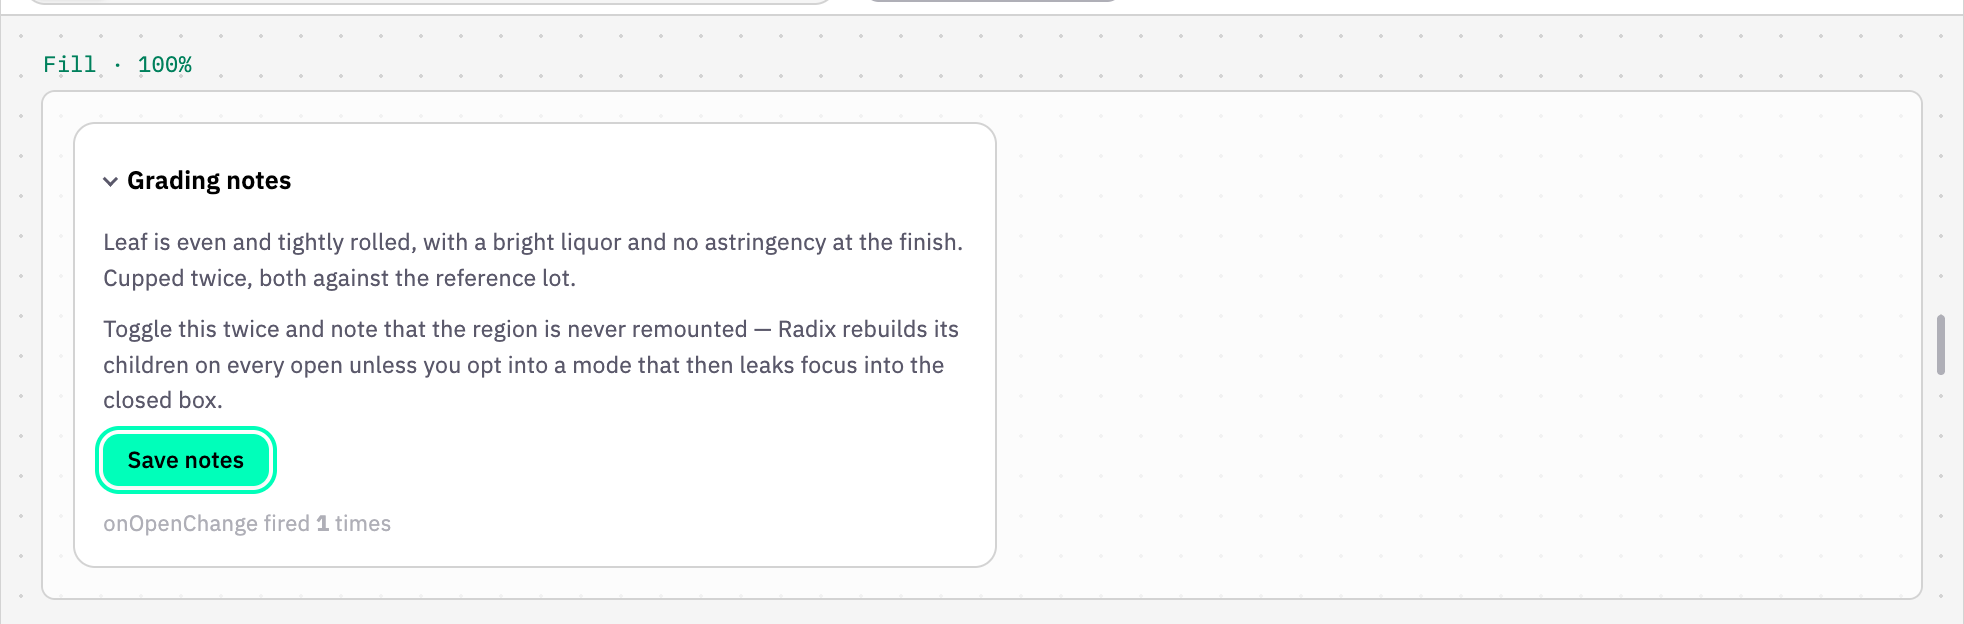 Fill · 100%
Grading notes
Leaf is even and tightly rolled, with a bright liquor and no astringency at the finish.
Cupped twice, both against the reference lot.
Toggle this twice and note that the region is never remounted — Radix rebuilds its
children on every open unless you opt into a mode that then leaks focus into the
closed box.
Save notes
onOpenChange fired 1 times